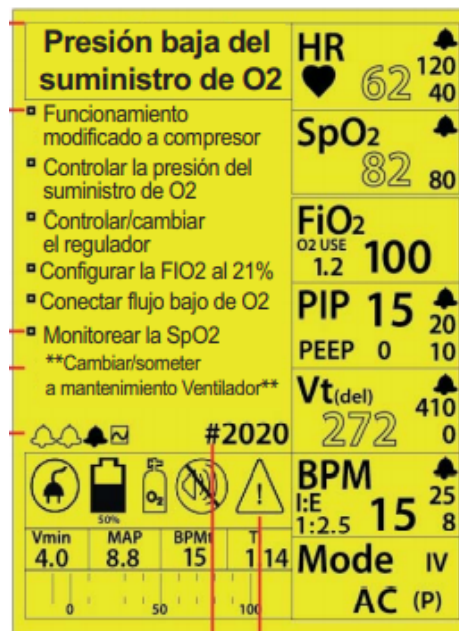 Presión baja del
suministro de O2
Funcionamiento
modificado a compresor
Controlar la presión del
suministro de O2
Controlar/cambiar
el regulador
Configurar la FIO2 al 21%
Conectar flujo bajo de O2
Monitorear la SpO2
**Cambiar/someter
a mantenimiento Ventilador**
#2020
50%
O2
Vmin MAP BPMt
4.0 8.8 15
0 50 100
HR 120
62 40
SpO2
82 80
FiO2
O2 USE
1.2 100
PIP 15 20
PEEP 0 10
Vt(del) 410
272 0
BPM
I:E 25
1:2.5 15 8
Mode IV
AC (P)